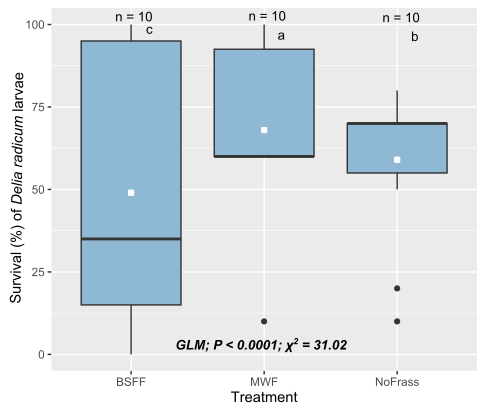 n = 10 n = 10 n = 10
c a b
100
75
50
25
0
Survival (%) of Delia radicum larvae
GLM; P < 0.0001; χ² = 31.02
BSFF MWF NoFrass
Treatment